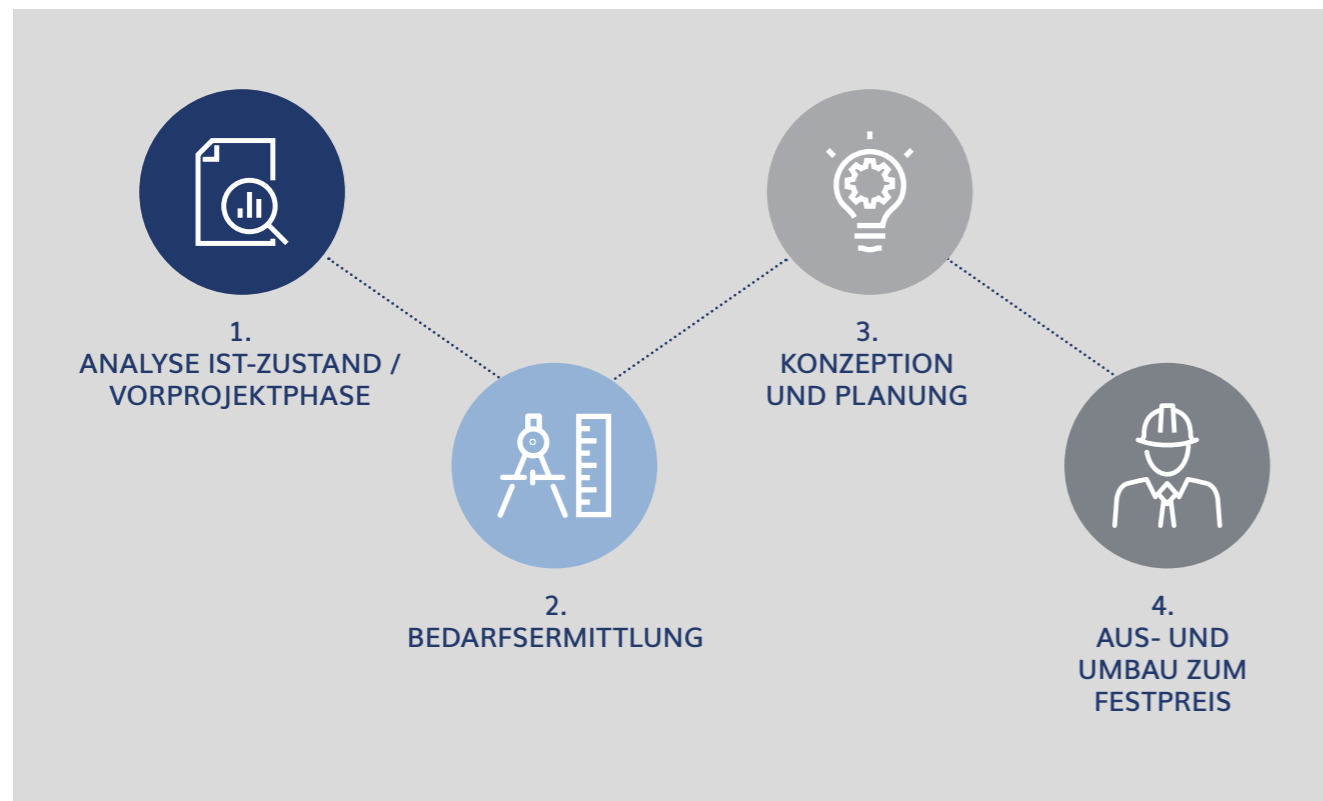 1.
ANALYSE IST-ZUSTAND /
VORPROJEKTPHASE
2.
BEDARFSERMITTLUNG
3.
KONZEPTION
UND PLANUNG
4.
AUS- UND
UMBAU ZUM
FESTPREIS